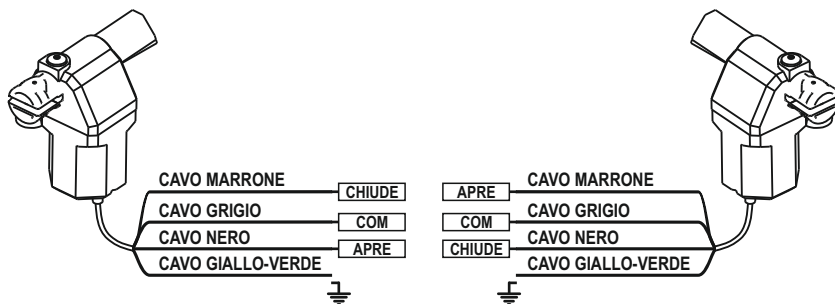 CAVO MARRONE CHIUDE
CAVO GRIGIO COM
CAVO NERO APRE
CAVO GIALLO-VERDE
APRE CAVO MARRONE
COM CAVO GRIGIO
CHIUDE CAVO NERO
CAVO GIALLO-VERDE